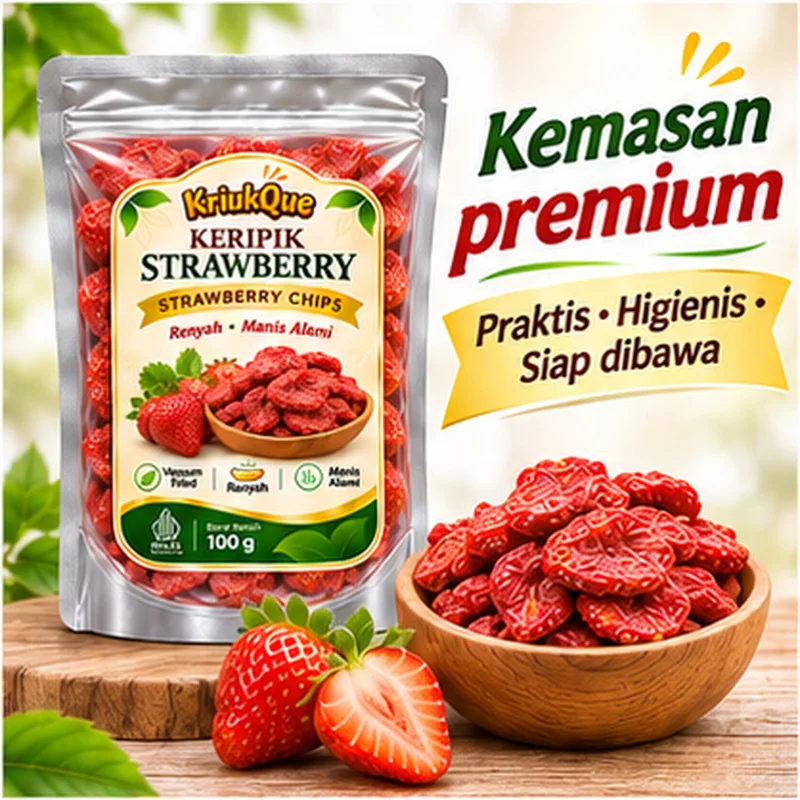 KriukQue
KERIPIK
STRAWBERRY
STRAWBERRY CHIPS
Renyah • Manis Alami
Renyah
Manis
Alami
100 g
Kemasan
premium
Praktis • Higienis •
Siap dibawa